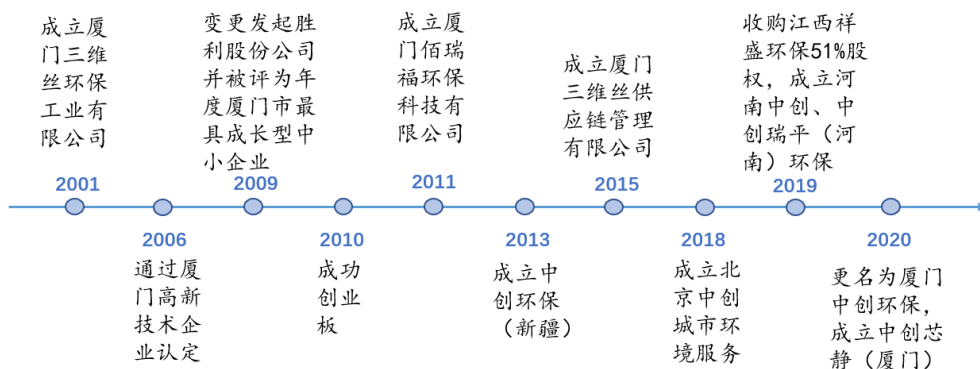 成立厦
门三维
丝环保
工业有
限公司
2001
2006
通过厦
门高新
技术企
业认定
变更发起胜
利股份公司
并被评为年
度厦门市最
具成长型中
小企业
2009
2010
成功
创业
板
成立厦
门佰瑞
福环保
科技有
限公司
2011
2013
成立中
创环保
（新疆）
成立厦门
三维丝供
应链管理
有限公司
2015
2018
成立北
京中创
城市环
境服务
收购江西祥
盛环保51%股
权，成立河
南中创、中
创瑞平（河
南）环保
2019
2020
更名为厦门
中创环保，
成立中创芯
静（厦门）